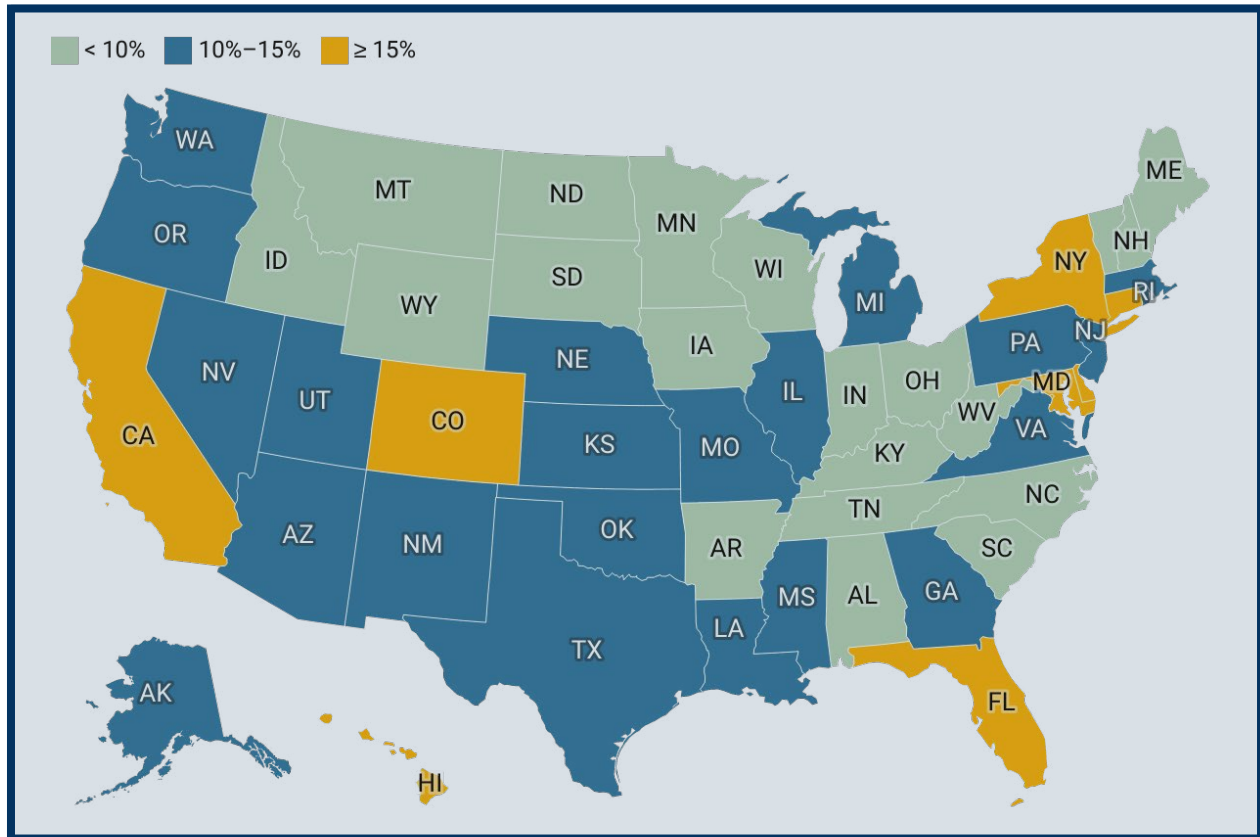 < 10% 10%–15% ≥ 15%
WA
MT
ND
MN
ME
OR
ID
SD
WI
NH
NY
WY
MI
RI
IA
PA
NJ
NV
NE
UT
CO
IL
IN
OH
MD
CA
KS
MO
WV
VA
KY
NC
TN
AZ
NM
OK
AR
SC
MS
AL
GA
LA
TX
AK
FL
HI